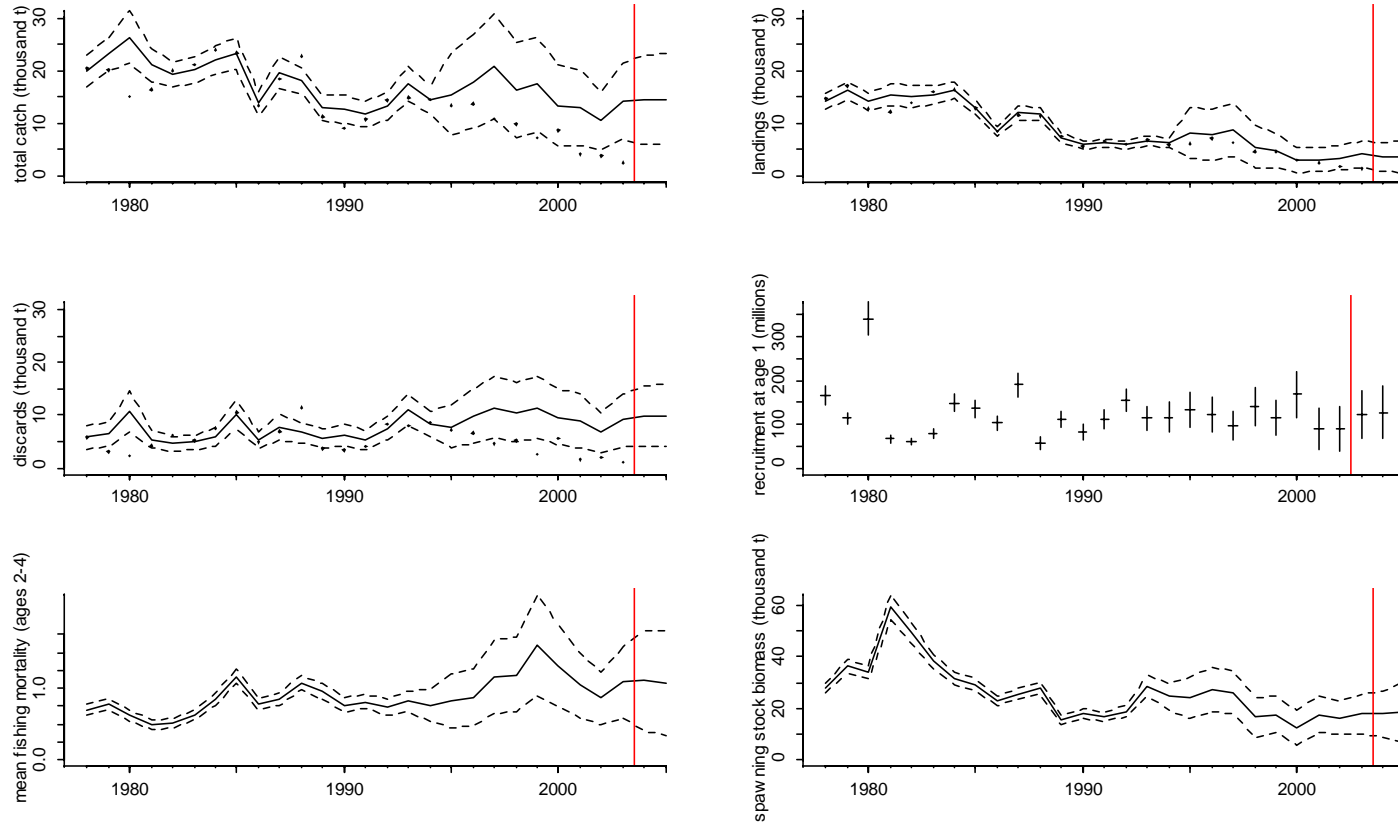 total catch (thousand t)
0 10 20 30
1980 1990 2000
landings (thousand t)
0 10 20 30
1980 1990 2000
discards (thousand t)
0 10 20 30
1980 1990 2000
recruitment at age 1 (millions)
0 100 200 300
1980 1990 2000
mean fishing mortality (ages 2-4)
0.0 1.0
1980 1990 2000
spaw ning stock biomass (thousand t)
0 20 40 60
1980 1990 2000